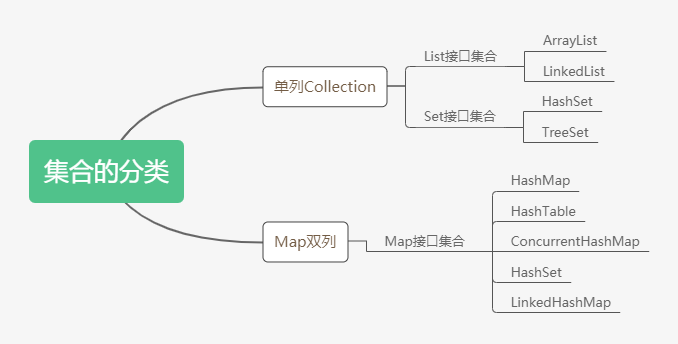 集合的分类
单列Collection
List接口集合
ArrayList
LinkedList
Set接口集合
HashSet
TreeSet
Map双列
Map接口集合
HashMap
HashTable
ConcurrentHashMap
HashSet
LinkedHashMap